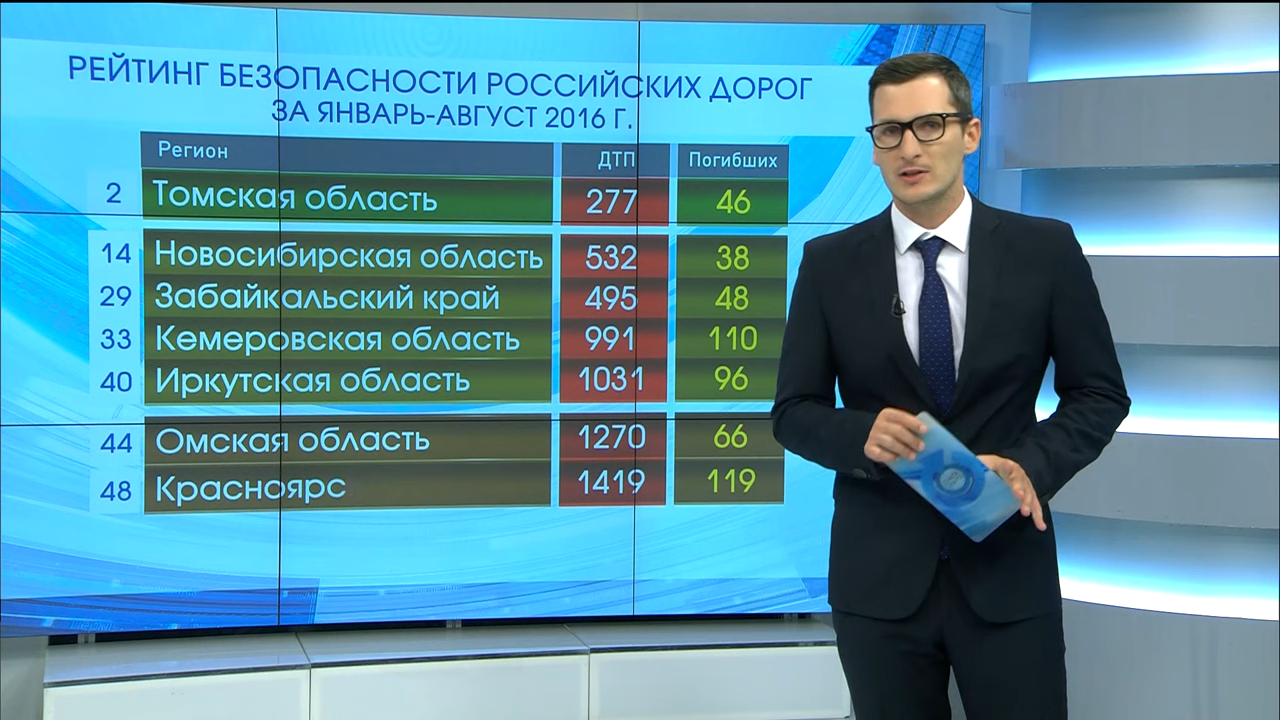 РЕЙТИНГ БЕЗОПАСНОСТИ РОССИЙСКИХ ДОРОГ
ЗА ЯНВАРЬ-АВГУСТ 2016 Г.
Регион ДТП Погибших
2 Томская область 277 46
14 Новосибирская область 532 38
29 Забайкальский край 495 48
33 Кемеровская область 991 110
40 Иркутская область 1031 96
44 Омская область 1270 66
48 Красноярс 1419 119